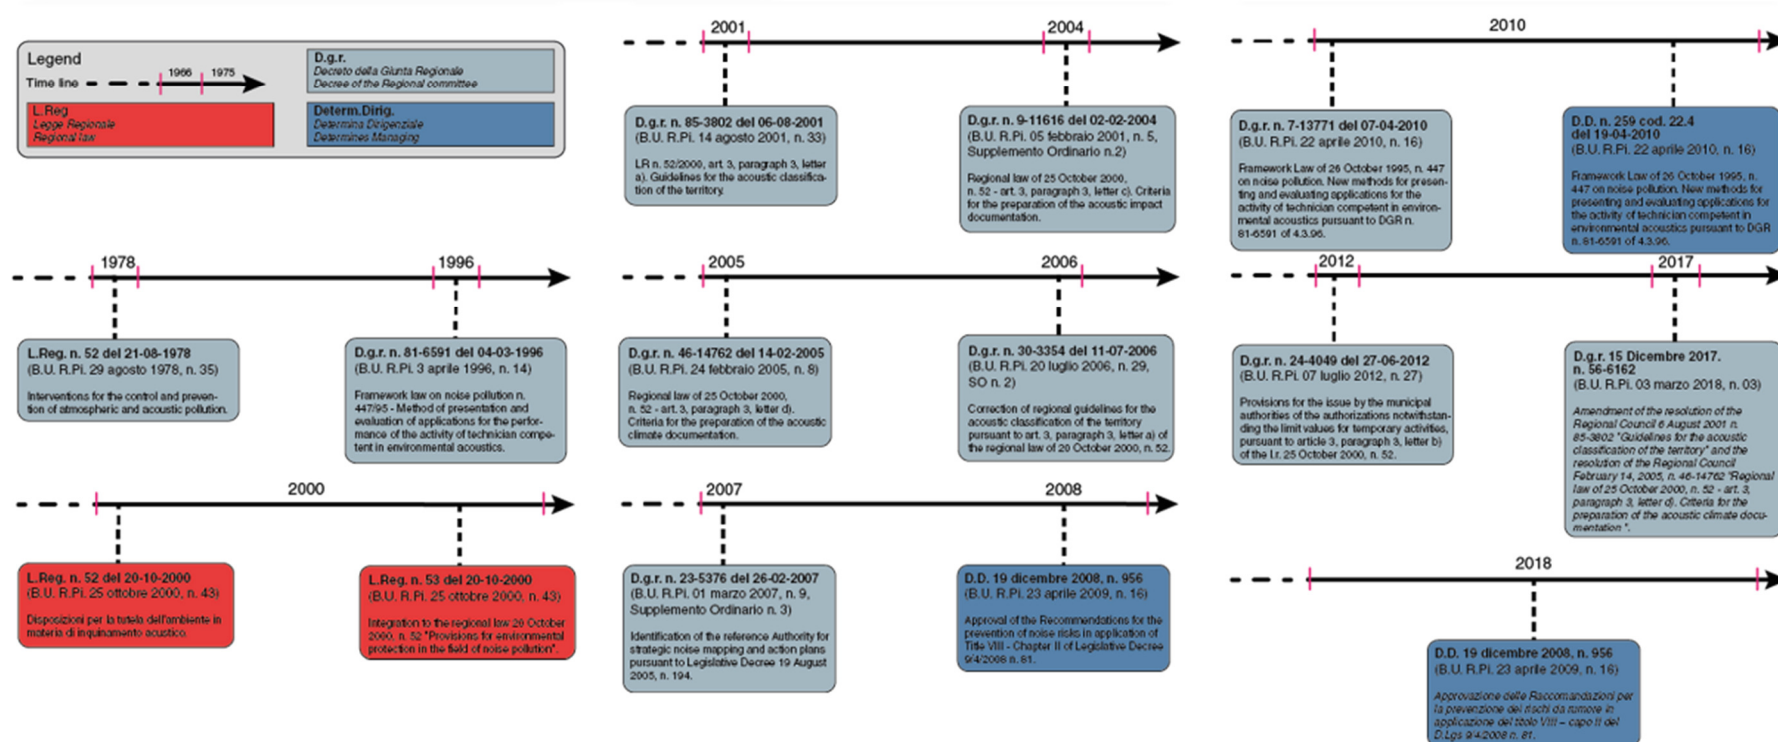 Legend
Time line
1966
1975
D.g.r.
Decreto della Giunta Regionale
Decree of the Regional committee
L.Reg
Legge Regionale
Regional law
Determ.Dirig.
Determina Dirigenziale
Determines Managing
1978
L.Reg. n. 52 del 21-08-1978
(B.U. R.Pi. 29 agosto 1978, n. 35)
Interventions for the control and preven-
tion of atmospheric and acoustic pollution.
1996
D.g.r. n. 81-6591 del 04-03-1996
(B.U. R.Pi. 3 aprile 1996, n. 14)
Framework law on noise pollution n.
447/95 - Method of presentation and
evaluation of applications for the perfor-
mance of the activity of technician compe-
tent in environmental acoustics.
2000
L.Reg. n. 52 del 20-10-2000
(B.U. R.Pi. 25 ottobre 2000, n. 43)
Disposizioni per la tutela dell'ambiente in
materia di inquinamento acustico.
L.Reg. n. 53 del 20-10-2000
(B.U. R.Pi. 25 ottobre 2000, n. 43)
Integration to the regional law 26 October
2000, n. 52 "Provisions for environmental
protection in the field of noise pollution".
2001
D.g.r. n. 85-3802 del 06-08-2001
(B.U. R.Pi. 14 agosto 2001, n. 33)
LR n. 52/2000, art. 3, paragraph 3, letter
a). Guidelines for the acoustic classifica-
tion of the territory.
2004
D.g.r. n. 9-11616 del 02-02-2004
(B.U. R.Pi. 05 febbraio 2001, n. 5,
Supplemento Ordinario n.2)
Regional law of 25 October 2000,
n. 52 - art. 3, paragraph 3, letter c). Criteria
for the preparation of the acoustic impact
documentation.
2005
D.g.r. n. 46-14762 del 14-02-2005
(B.U. R.Pi. 24 febbraio 2005, n. 8)
Regional law of 25 October 2000,
n. 52 - art. 3, paragraph 3, letter d).
Criteria for the preparation of the acoustic
climate documentation.
2006
D.g.r. n. 30-3354 del 11-07-2006
(B.U. R.Pi. 20 luglio 2006, n. 29,
SO n. 2)
Correction of regional guidelines for the
acoustic classification of the territory
pursuant to art. 3, paragraph 3, letter a) of
the regional law of 20 October 2000, n. 52.
2007
D.g.r. n. 23-5376 del 26-02-2007
(B.U. R.Pi. 01 marzo 2007, n. 9,
Supplemento Ordinario n. 3)
Identification of the reference Authority for
strategic noise mapping and action plans
pursuant to Legislative Decree 19 August
2005, n. 194.
2008
D.D. 19 dicembre 2008, n. 956
(B.U. R.Pi. 23 aprile 2009, n. 16)
Approval of the Recommendations for the
prevention of noise risks in application of
Title VIII - Chapter II of Legislative Decree
9/4/2008 n. 81.
2010
D.g.r. n. 7-13771 del 07-04-2010
(B.U. R.Pi. 22 aprile 2010, n. 16)
Framework Law of 26 October 1995, n. 447
on noise pollution. New methods for presen-
ting and evaluating applications for the
activity of technician competent in environ-
mental acoustics pursuant to DGR n.
81-6591 of 4.3.96.
D.D. n. 259 cod. 22.4
del 19-04-2010
(B.U. R.Pi. 22 aprile 2010, n. 16)
Framework Law of 26 October 1995, n.
447 on noise pollution. New methods for
presenting and evaluating applications for
the activity of technician competent in
environmental acoustics pursuant to DGR
n. 81-6591 of 4.3.96.
2012
D.g.r. n. 24-4049 del 27-06-2012
(B.U. R.Pi. 07 luglio 2012, n. 27)
Provisions for the issue by the municipal
authorities of the authorizations notwithstan-
ding the limit values for temporary activities,
pursuant to article 3, paragraph 3, letter b)
of the l.r. 25 October 2000, n. 52.
2017
D.g.r. 15 Dicembre 2017.
n. 56-6162
(B.U. R.Pi. 03 marzo 2018, n. 03)
Amendment of the resolution of the
Regional Council 6 August 2001 n.
85-3802 "Guidelines for the acoustic
classification of the territory" and the
resolution of the Regional Council
February 14, 2005, n. 46-14762 "Regional
law of 25 October 2000, n. 52 - art. 3,
paragraph 3, letter d). Criteria for the
preparation of the acoustic climate docu-
mentation ".
2018
D.D. 19 dicembre 2008, n. 956
(B.U. R.Pi. 23 aprile 2009, n. 16)
Approvazione delle Raccomandazioni per
la prevenzione dei rischi da rumore in
applicazione del titolo VIII – capo II del
D.Lgs 9/4/2008 n. 81.